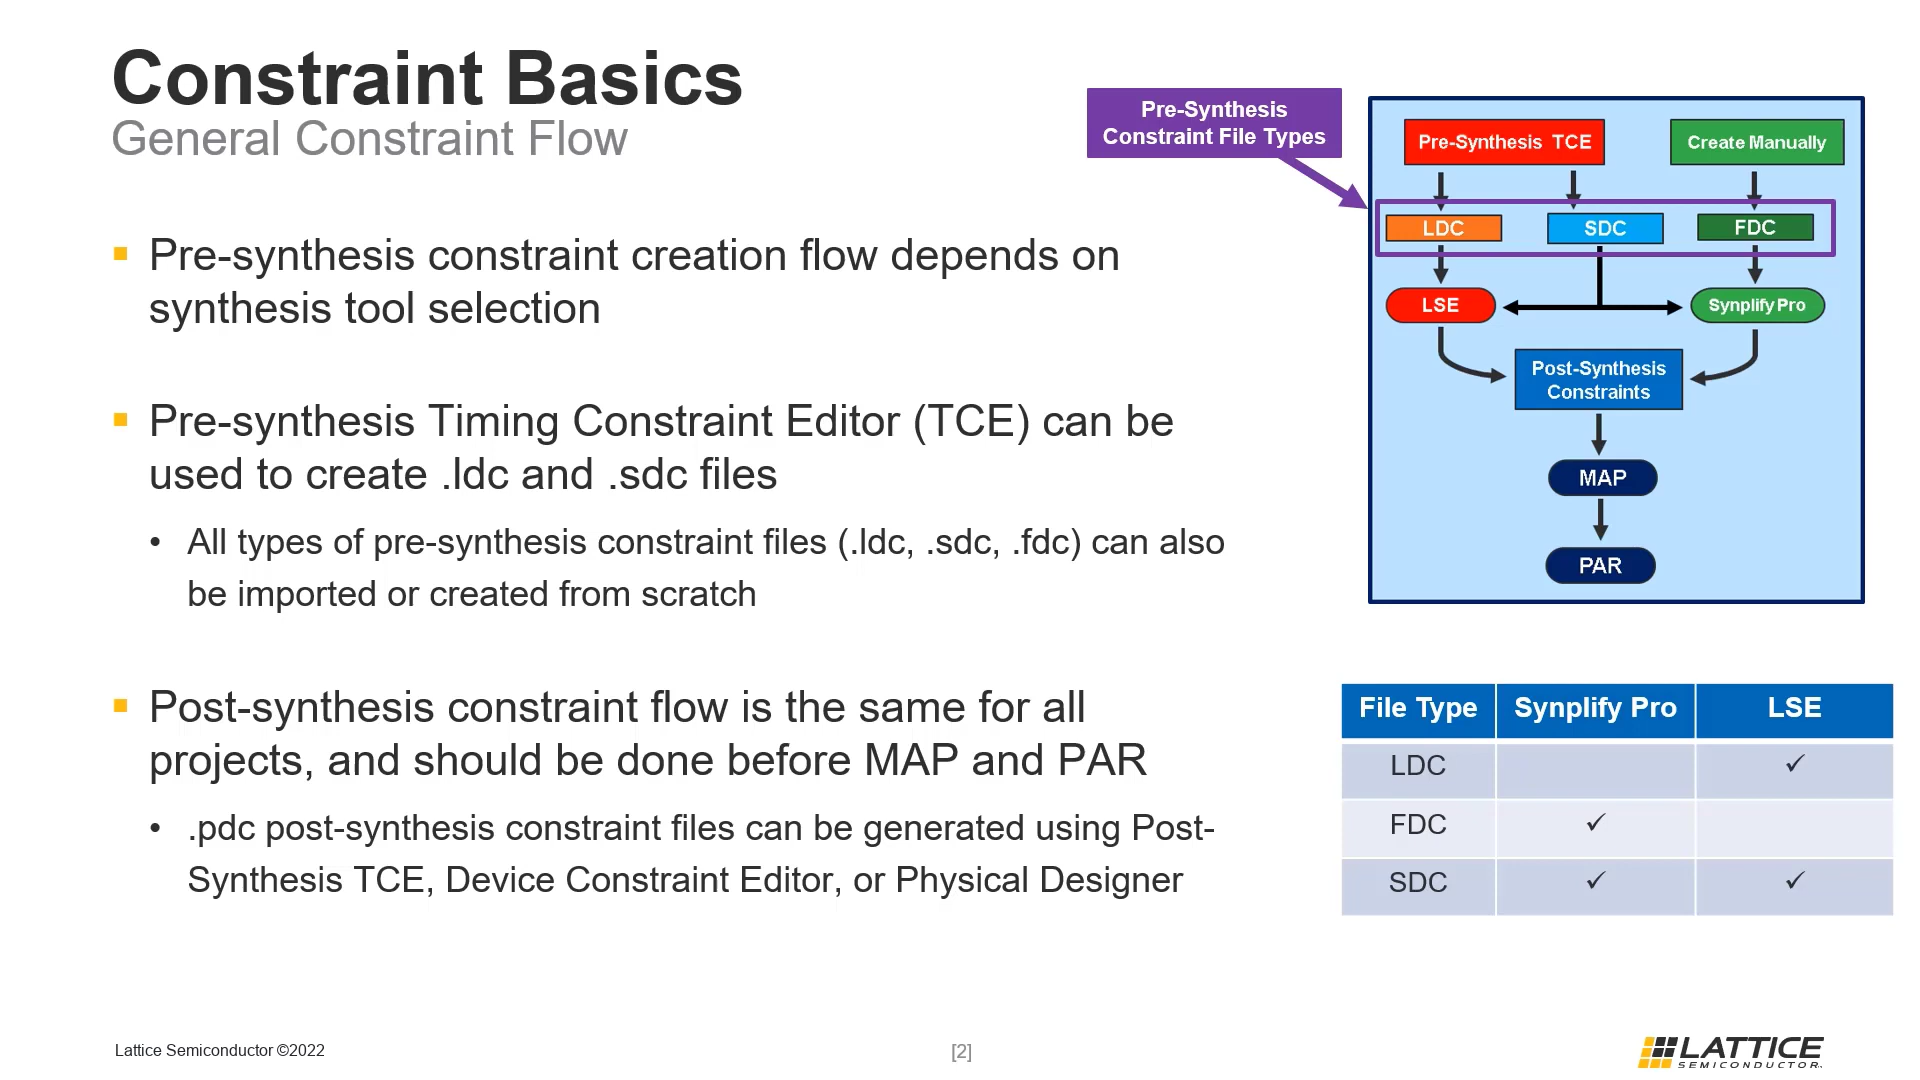 Constraint Basics
General Constraint Flow
Pre-Synthesis
Constraint File Types
Pre-Synthesis TCE
Create Manually
LDC
SDC
FDC
LSE
Synplify Pro
Post-Synthesis
Constraints
MAP
PAR
▪ Pre-synthesis constraint creation flow depends on
synthesis tool selection
▪ Pre-synthesis Timing Constraint Editor (TCE) can be
used to create .ldc and .sdc files
• All types of pre-synthesis constraint files (.ldc, .sdc, .fdc) can also
be imported or created from scratch
▪ Post-synthesis constraint flow is the same for all
projects, and should be done before MAP and PAR
• .pdc post-synthesis constraint files can be generated using Post-
Synthesis TCE, Device Constraint Editor, or Physical Designer
File Type Synplify Pro LSE
LDC ✓
FDC ✓
SDC ✓ ✓
Lattice Semiconductor ©2022
[2]
LATTICE
SEMICONDUCTOR